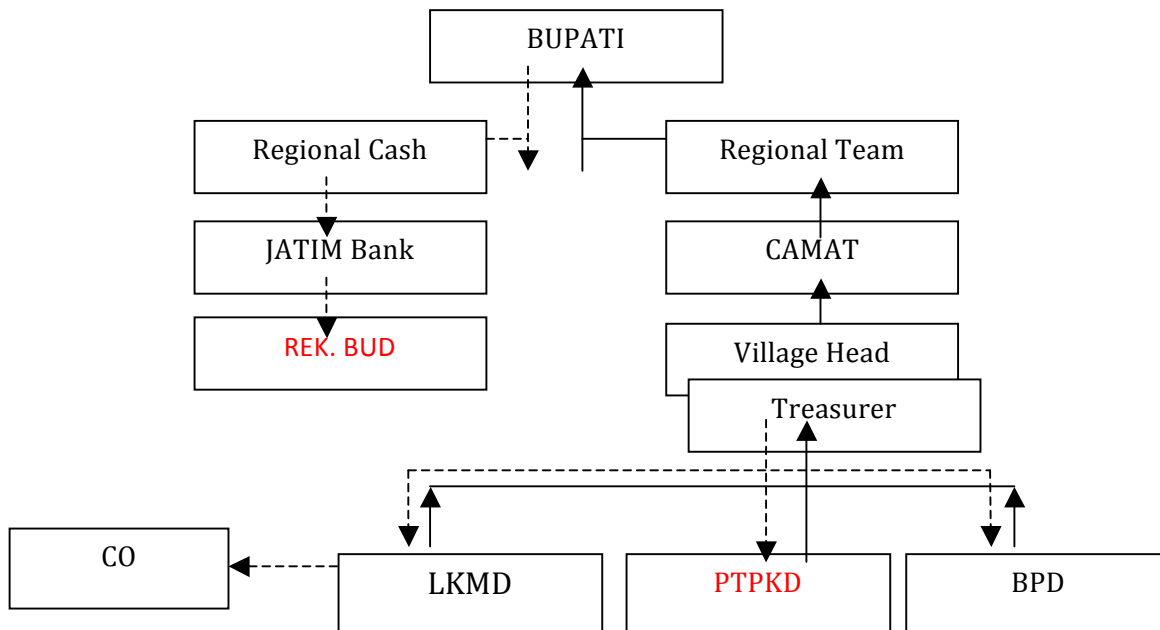 BUPATI
Regional Cash
Regional Team
JATIM Bank
CAMAT
REK. BUD
Village Head
Treasurer
CO
LKMD
PTPKD
BPD